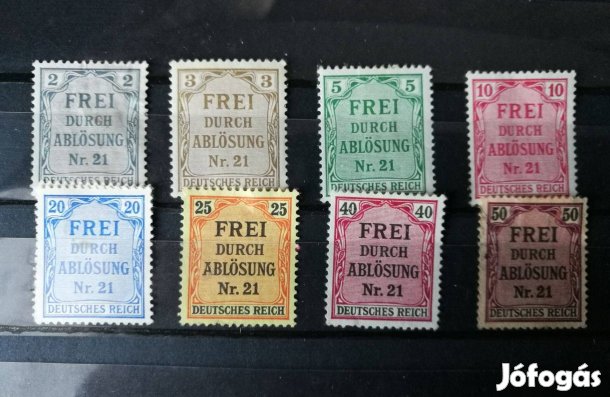 2 2
FREI
DURCH
ABLÖSUNG
Nr. 21
DEUTSCHES REICH
3 3
FREI
DURCH
ABLÖSUNG
Nr. 21
DEUTSCHES REICH
5 5
FREI
DURCH
ABLÖSUNG
Nr. 21
DEUTSCHES REICH
10 10
FREI
DURCH
ABLÖSUNG
Nr. 21
DEUTSCHES REICH
20 20
FREI
DURCH
ABLÖSUNG
Nr. 21
DEUTSCHES REICH
25 25
FREI
DURCH
ABLÖSUNG
Nr. 21
DEUTSCHES REICH
40 40
FREI
DURCH
ABLÖSUNG
Nr. 21
DEUTSCHES REICH
50 50
FREI
DURCH
ABLÖSUNG
Nr. 21
DEUTSCHES REICH
Jófogás